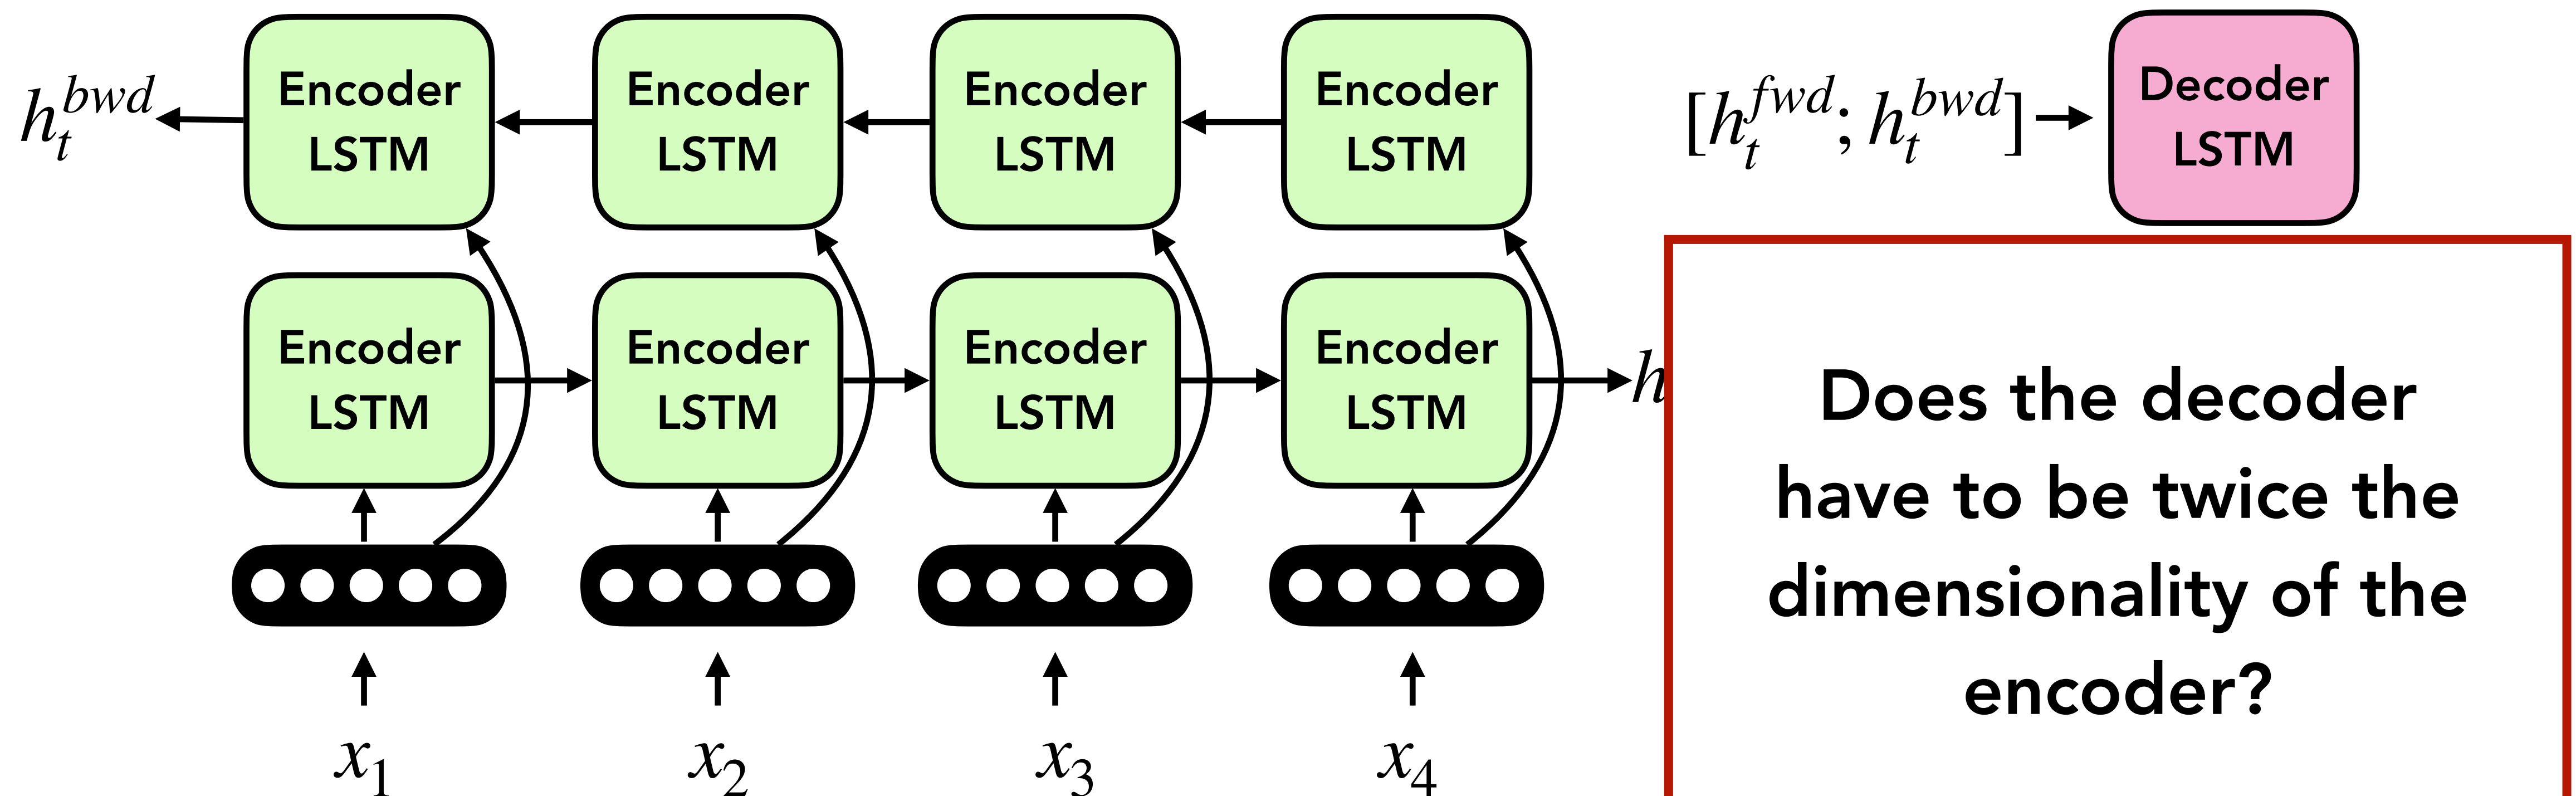 h_t^{bwd}
Encoder
LSTM
Encoder
LSTM
Encoder
LSTM
Encoder
LSTM
[h_t^{fwd}; h_t^{bwd}]
Decoder
LSTM
Encoder
LSTM
Encoder
LSTM
Encoder
LSTM
Encoder
LSTM
h
Does the decoder
have to be twice the
dimensionality of the
encoder?
x_1
x_2
x_3
x_4